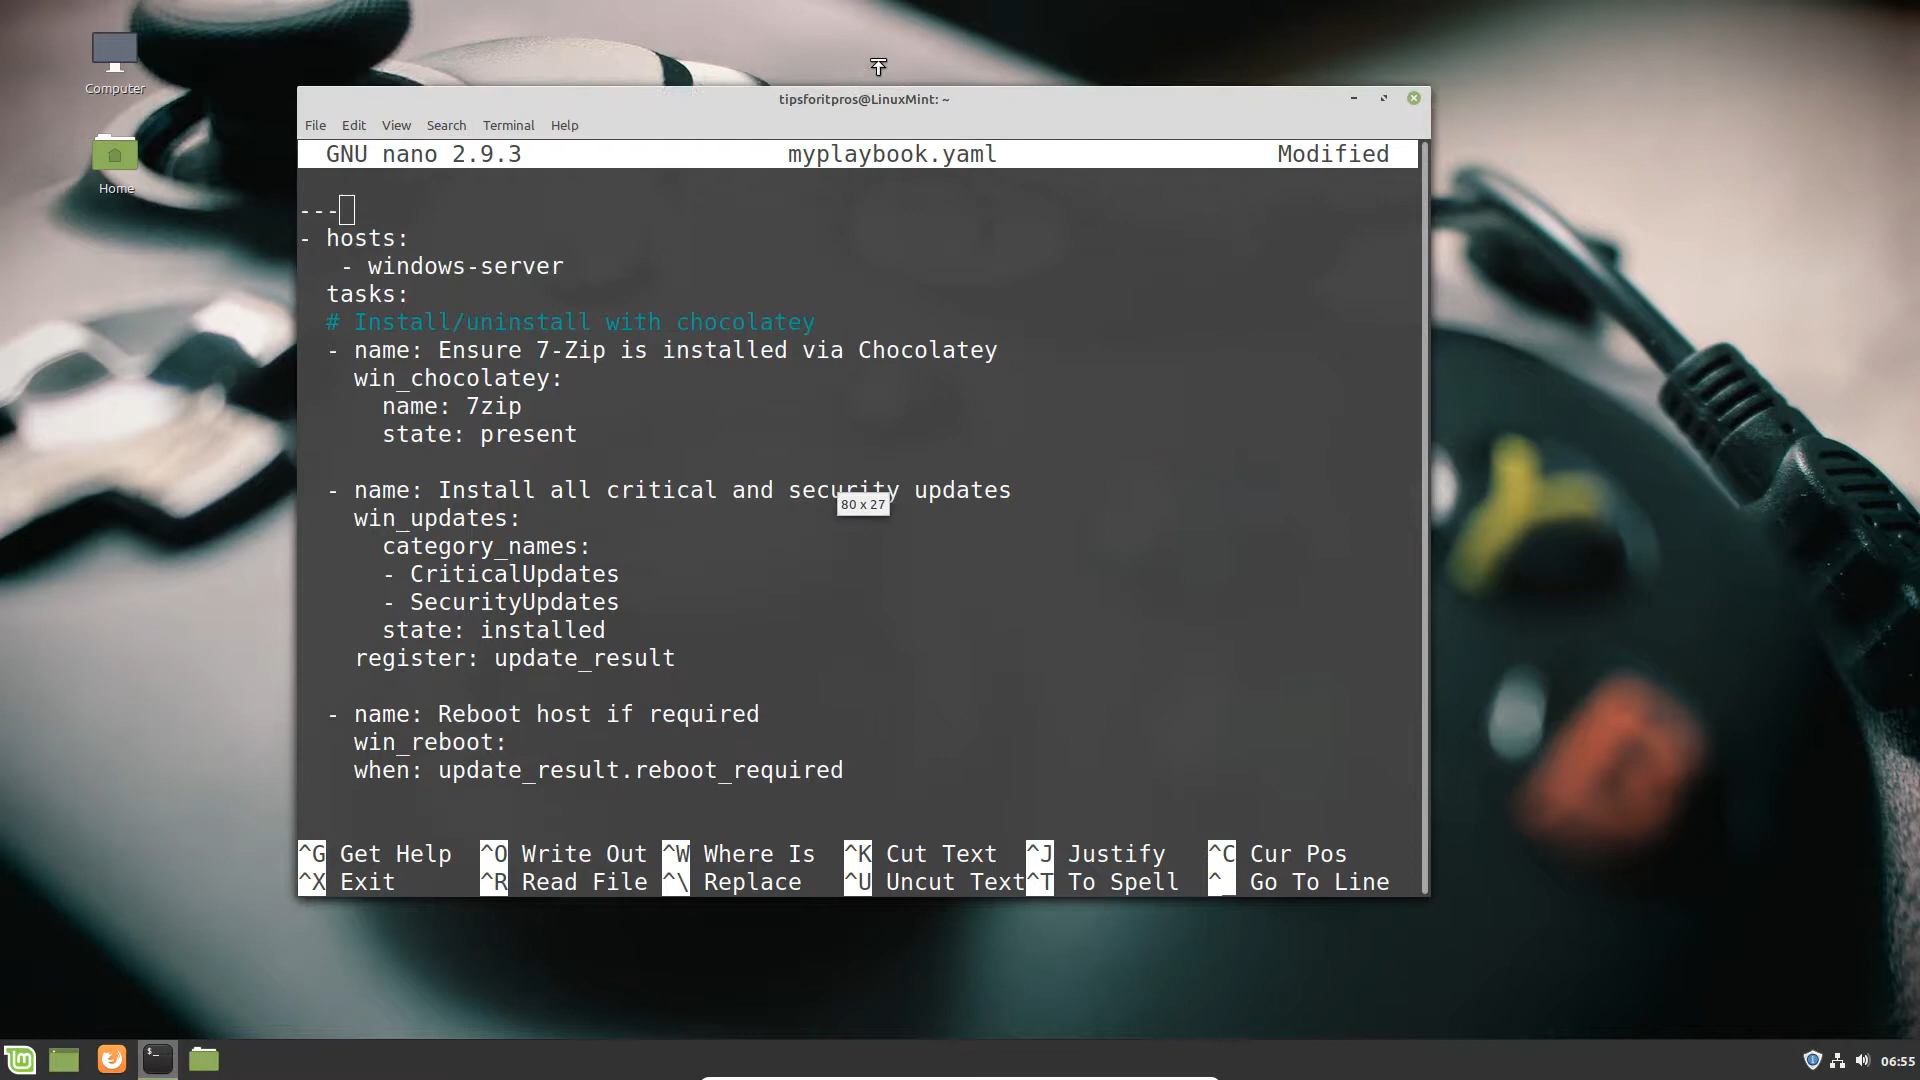 Computer
Home
tipsforitpros@LinuxMint: ~
File Edit View Search Terminal Help
GNU nano 2.9.3 myplaybook.yaml Modified
---
- hosts:
- windows-server
tasks:
# Install/uninstall with chocolatey
- name: Ensure 7-Zip is installed via Chocolatey
win_chocolatey:
name: 7zip
state: present
- name: Install all critical and security updates
80 x 27
win_updates:
category_names:
- CriticalUpdates
- SecurityUpdates
state: installed
register: update_result
- name: Reboot host if required
win_reboot:
when: update_result.reboot_required
^G Get Help ^O Write Out ^W Where Is ^K Cut Text ^J Justify ^C Cur Pos
^X Exit ^R Read File ^\ Replace ^U Uncut Text ^T To Spell ^_ Go To Line
06:55